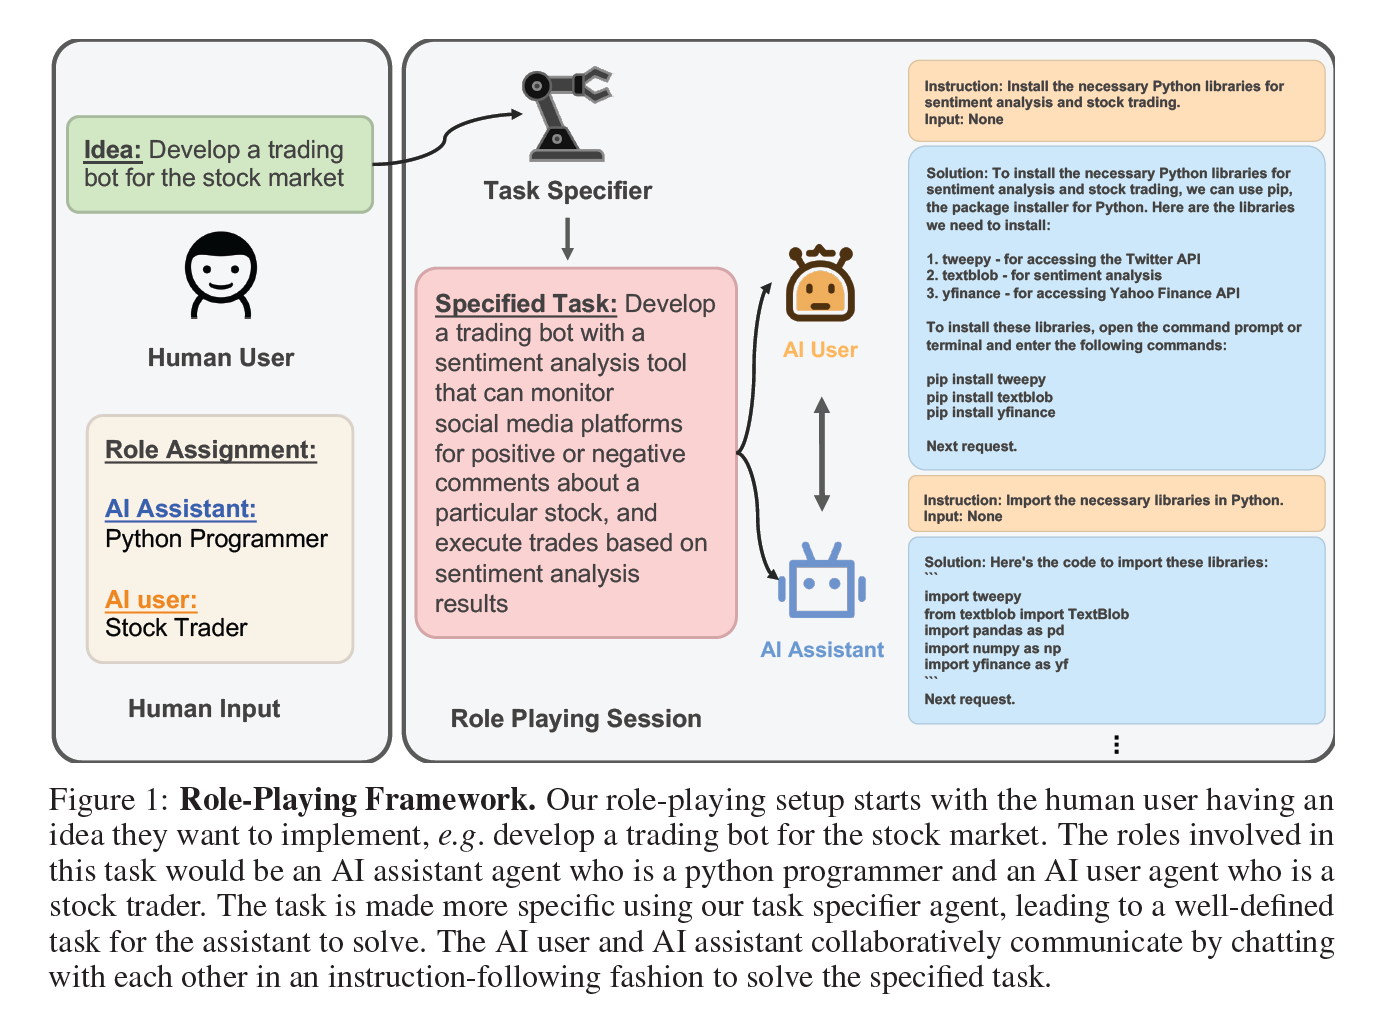 Idea: Develop a trading
bot for the stock market
Human User
Role Assignment:
AI Assistant:
Python Programmer
AI user:
Stock Trader
Human Input
Task Specifier
Specified Task: Develop
a trading bot with a
sentiment analysis tool
that can monitor
social media platforms
for positive or negative
comments about a
particular stock, and
execute trades based on
sentiment analysis
results
Role Playing Session
AI User
AI Assistant
Instruction: Install the necessary Python libraries for
sentiment analysis and stock trading.
Input: None
Solution: To install the necessary Python libraries for
sentiment analysis and stock trading, we can use pip,
the package installer for Python. Here are the libraries
we need to install:
1. tweepy - for accessing the Twitter API
2. textblob - for sentiment analysis
3. yfinance - for accessing Yahoo Finance API
To install these libraries, open the command prompt or
terminal and enter the following commands:
pip install tweepy
pip install textblob
pip install yfinance
Next request.
Instruction: Import the necessary libraries in Python.
Input: None
Solution: Here's the code to import these libraries:
```
import tweepy
from textblob import TextBlob
import pandas as pd
import numpy as np
import yfinance as yf
```
Next request.
Figure 1: Role-Playing Framework. Our role-playing setup starts with the human user having an
idea they want to implement, e.g. develop a trading bot for the stock market. The roles involved in
this task would be an AI assistant agent who is a python programmer and an AI user agent who is a
stock trader. The task is made more specific using our task specifier agent, leading to a well-defined
task for the assistant to solve. The AI user and AI assistant collaboratively communicate by chatting
with each other in an instruction-following fashion to solve the specified task.